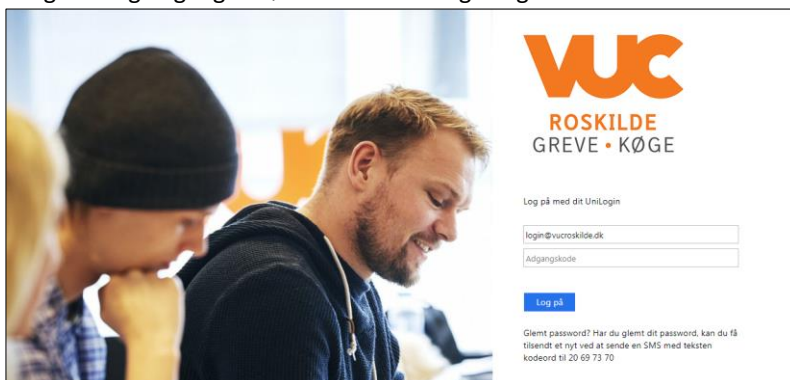 VUC
ROSKILDE
GREVE • KØGE
Log på med dit UniLogin
login@vucroskilde.dk
Adgangskode
Log på
Glemt password? Har du glemt dit password, kan du få
tilsendt et nyt ved at sende en SMS med teksten
kodeord til 20 69 73 70